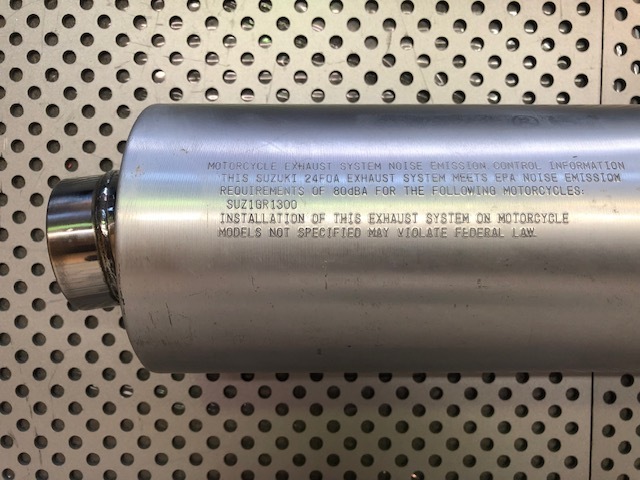 MOTORCYCLE EXHAUST SYSTEM NOISE EMISSION CONTROL INFORMATION
THIS SUZUKI 24F0A EXHAUST SYSTEM MEETS EPA NOISE EMISSION
REQUIREMENTS OF 80dBA FOR THE FOLLOWING MOTORCYCLES:
SUZ1GR1300
INSTALLATION OF THIS EXHAUST SYSTEM ON MOTORCYCLE
MODELS NOT SPECIFIED MAY VIOLATE FEDERAL LAW.